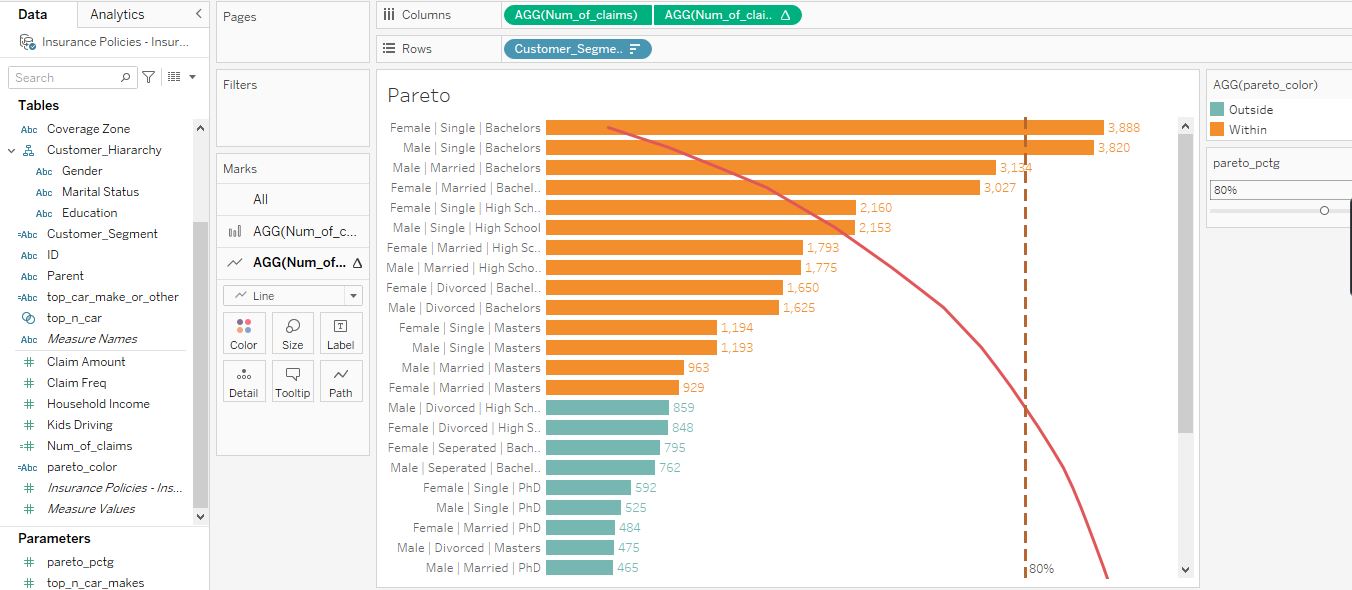 Data
Analytics
Insurance Policies - Insur...
Search
Tables
Abc Coverage Zone
Customer_Hiararchy
Abc Gender
Abc Marital Status
Abc Education
=Abc Customer_Segment
Abc ID
Abc Parent
=Abc top_car_make_or_other
top_n_car
Abc Measure Names
# Claim Amount
# Claim Freq
# Household Income
# Kids Driving
=# Num_of_claims
=Abc pareto_color
# Insurance Policies - Ins...
# Measure Values
Parameters
# pareto_pctg
# top_n_car_makes
Pages
Filters
Marks
All
AGG(Num_of_c...
AGG(Num_of... Δ
Line
Color
Size
Label
Detail
Tooltip
Path
Columns
AGG(Num_of_claims)
AGG(Num_of_clai.. Δ
Rows
Customer_Segme..
Pareto
Female | Single | Bachelors 3,888
Male | Single | Bachelors 3,820
Male | Married | Bachelors 3,134
Female | Married | Bachel.. 3,027
Female | Single | High Sch.. 2,160
Male | Single | High School 2,153
Female | Married | High Sc.. 1,793
Male | Married | High Scho.. 1,775
Female | Divorced | Bachel.. 1,650
Male | Divorced | Bachelors 1,625
Female | Single | Masters 1,194
Male | Single | Masters 1,193
Male | Married | Masters 963
Female | Married | Masters 929
Male | Divorced | High Sch.. 859
Female | Divorced | High S.. 848
Female | Seperated | Bach.. 795
Male | Seperated | Bachel.. 762
Female | Single | PhD 592
Male | Single | PhD 525
Female | Married | PhD 484
Male | Divorced | Masters 475
Male | Married | PhD 465
80%
AGG(pareto_color)
Outside
Within
pareto_pctg
80%